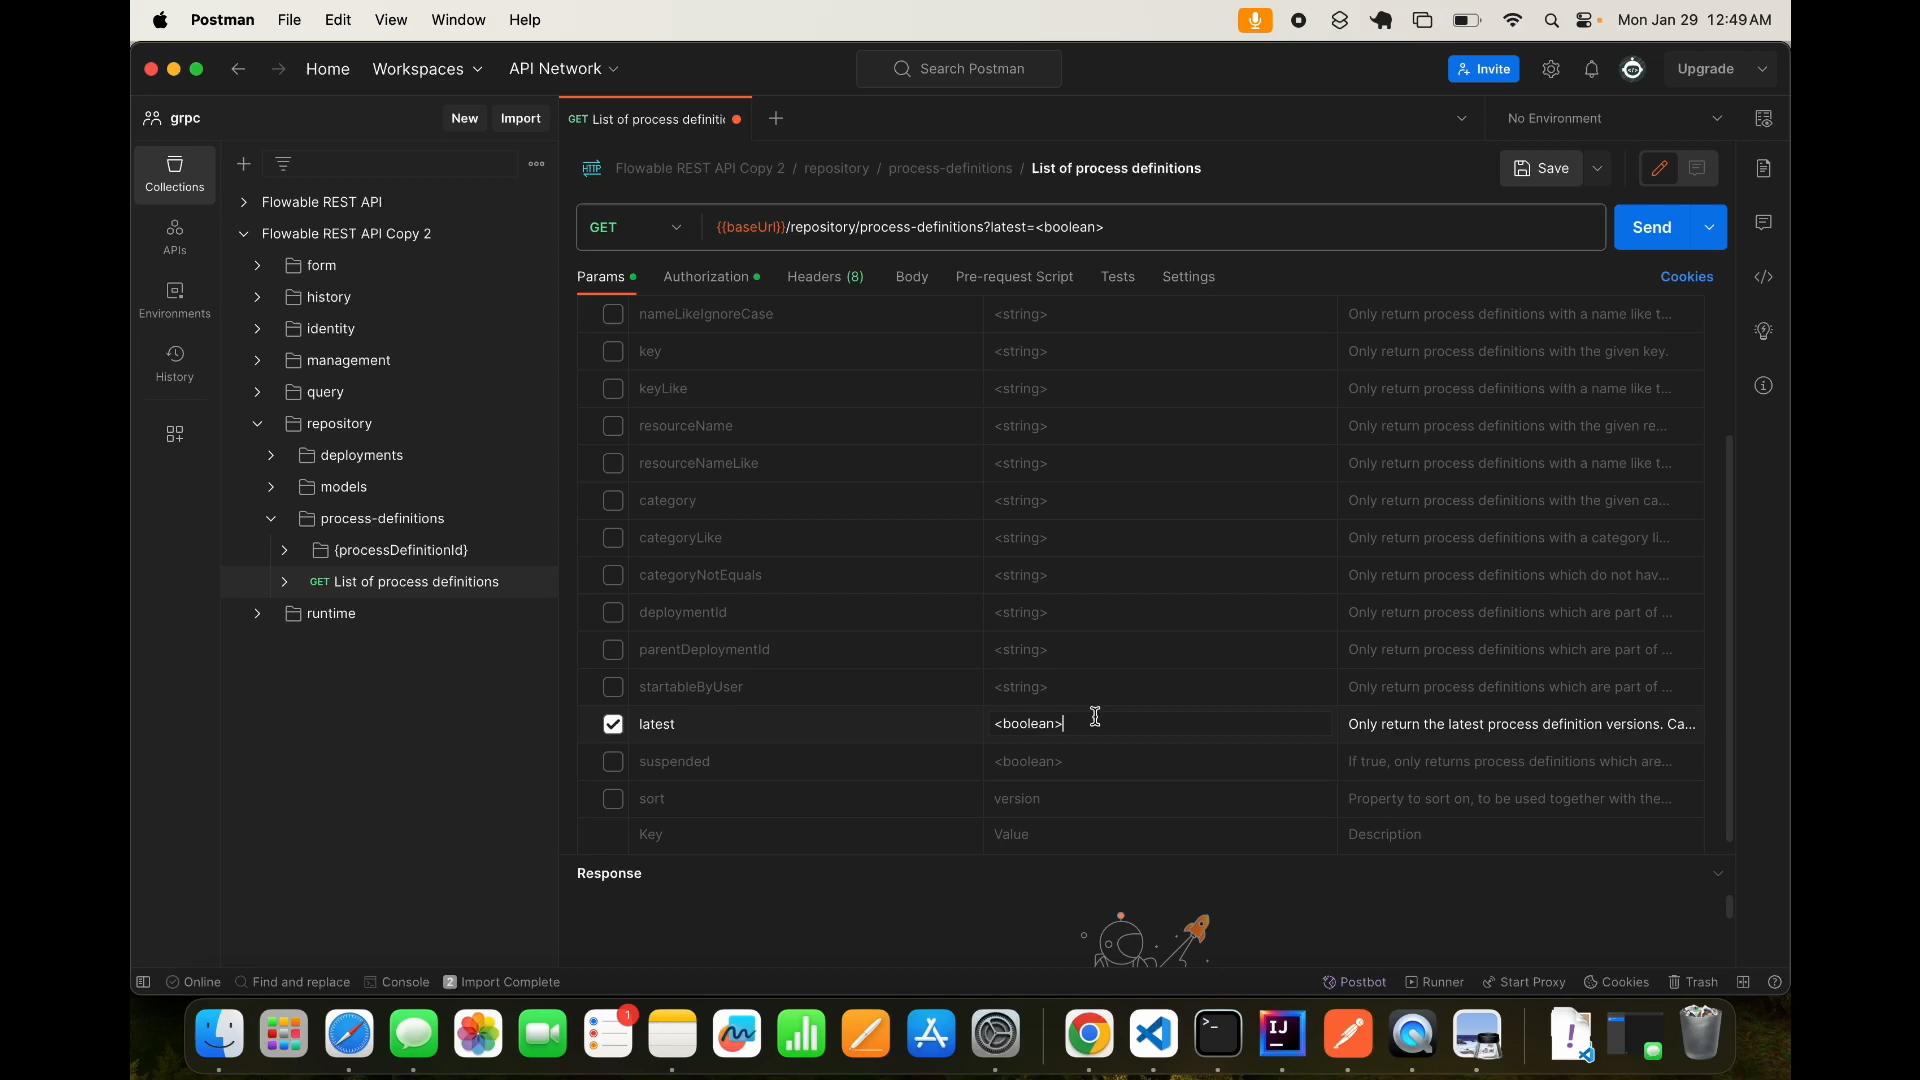 Postman File Edit View Window Help
Mon Jan 29 12:49 AM
Home Workspaces API Network
Search Postman
Invite
Upgrade
grpc New Import
GET List of process definitic
No Environment
Collections
APIs
Environments
History
Flowable REST API
Flowable REST API Copy 2
form
history
identity
management
query
repository
deployments
models
process-definitions
{processDefinitionId}
GET List of process definitions
runtime
HTTP Flowable REST API Copy 2 / repository / process-definitions / List of process definitions
Save
GET {{baseUrl}}/repository/process-definitions?latest=<boolean>
Send
Params Authorization Headers (8) Body Pre-request Script Tests Settings Cookies
nameLikeIgnoreCase <string> Only return process definitions with a name like t...
key <string> Only return process definitions with the given key.
keyLike <string> Only return process definitions with a name like t...
resourceName <string> Only return process definitions with the given re...
resourceNameLike <string> Only return process definitions with a name like t...
category <string> Only return process definitions with the given ca...
categoryLike <string> Only return process definitions with a category li...
categoryNotEquals <string> Only return process definitions which do not hav...
deploymentId <string> Only return process definitions which are part of ...
parentDeploymentId <string> Only return process definitions which are part of ...
startableByUser <string> Only return process definitions which are part of ...
latest <boolean> Only return the latest process definition versions. Ca...
suspended <boolean> If true, only returns process definitions which are...
sort version Property to sort on, to be used together with the...
Key Value Description
Response
Online Find and replace Console 2 Import Complete
Postbot Runner Start Proxy Cookies Trash
1
IJ